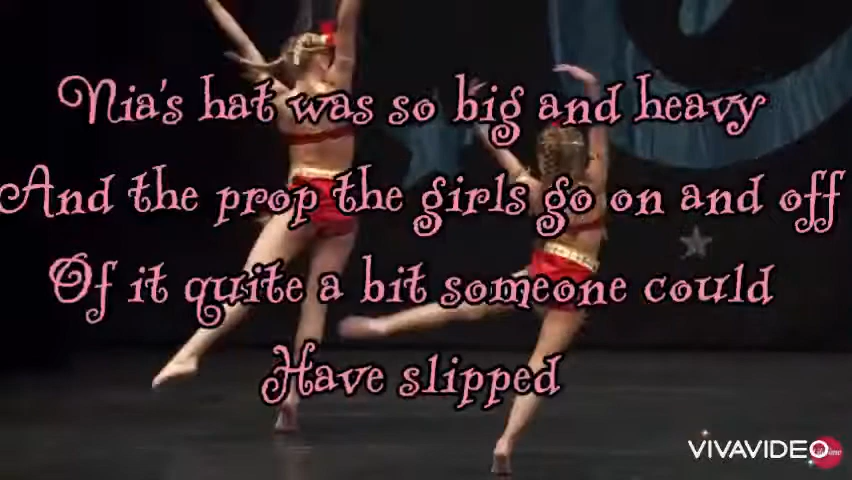 Nia's hat was so big and heavy
And the prop the girls go on and off
Of it quite a bit someone could
Have slipped
VIVAVIDEO